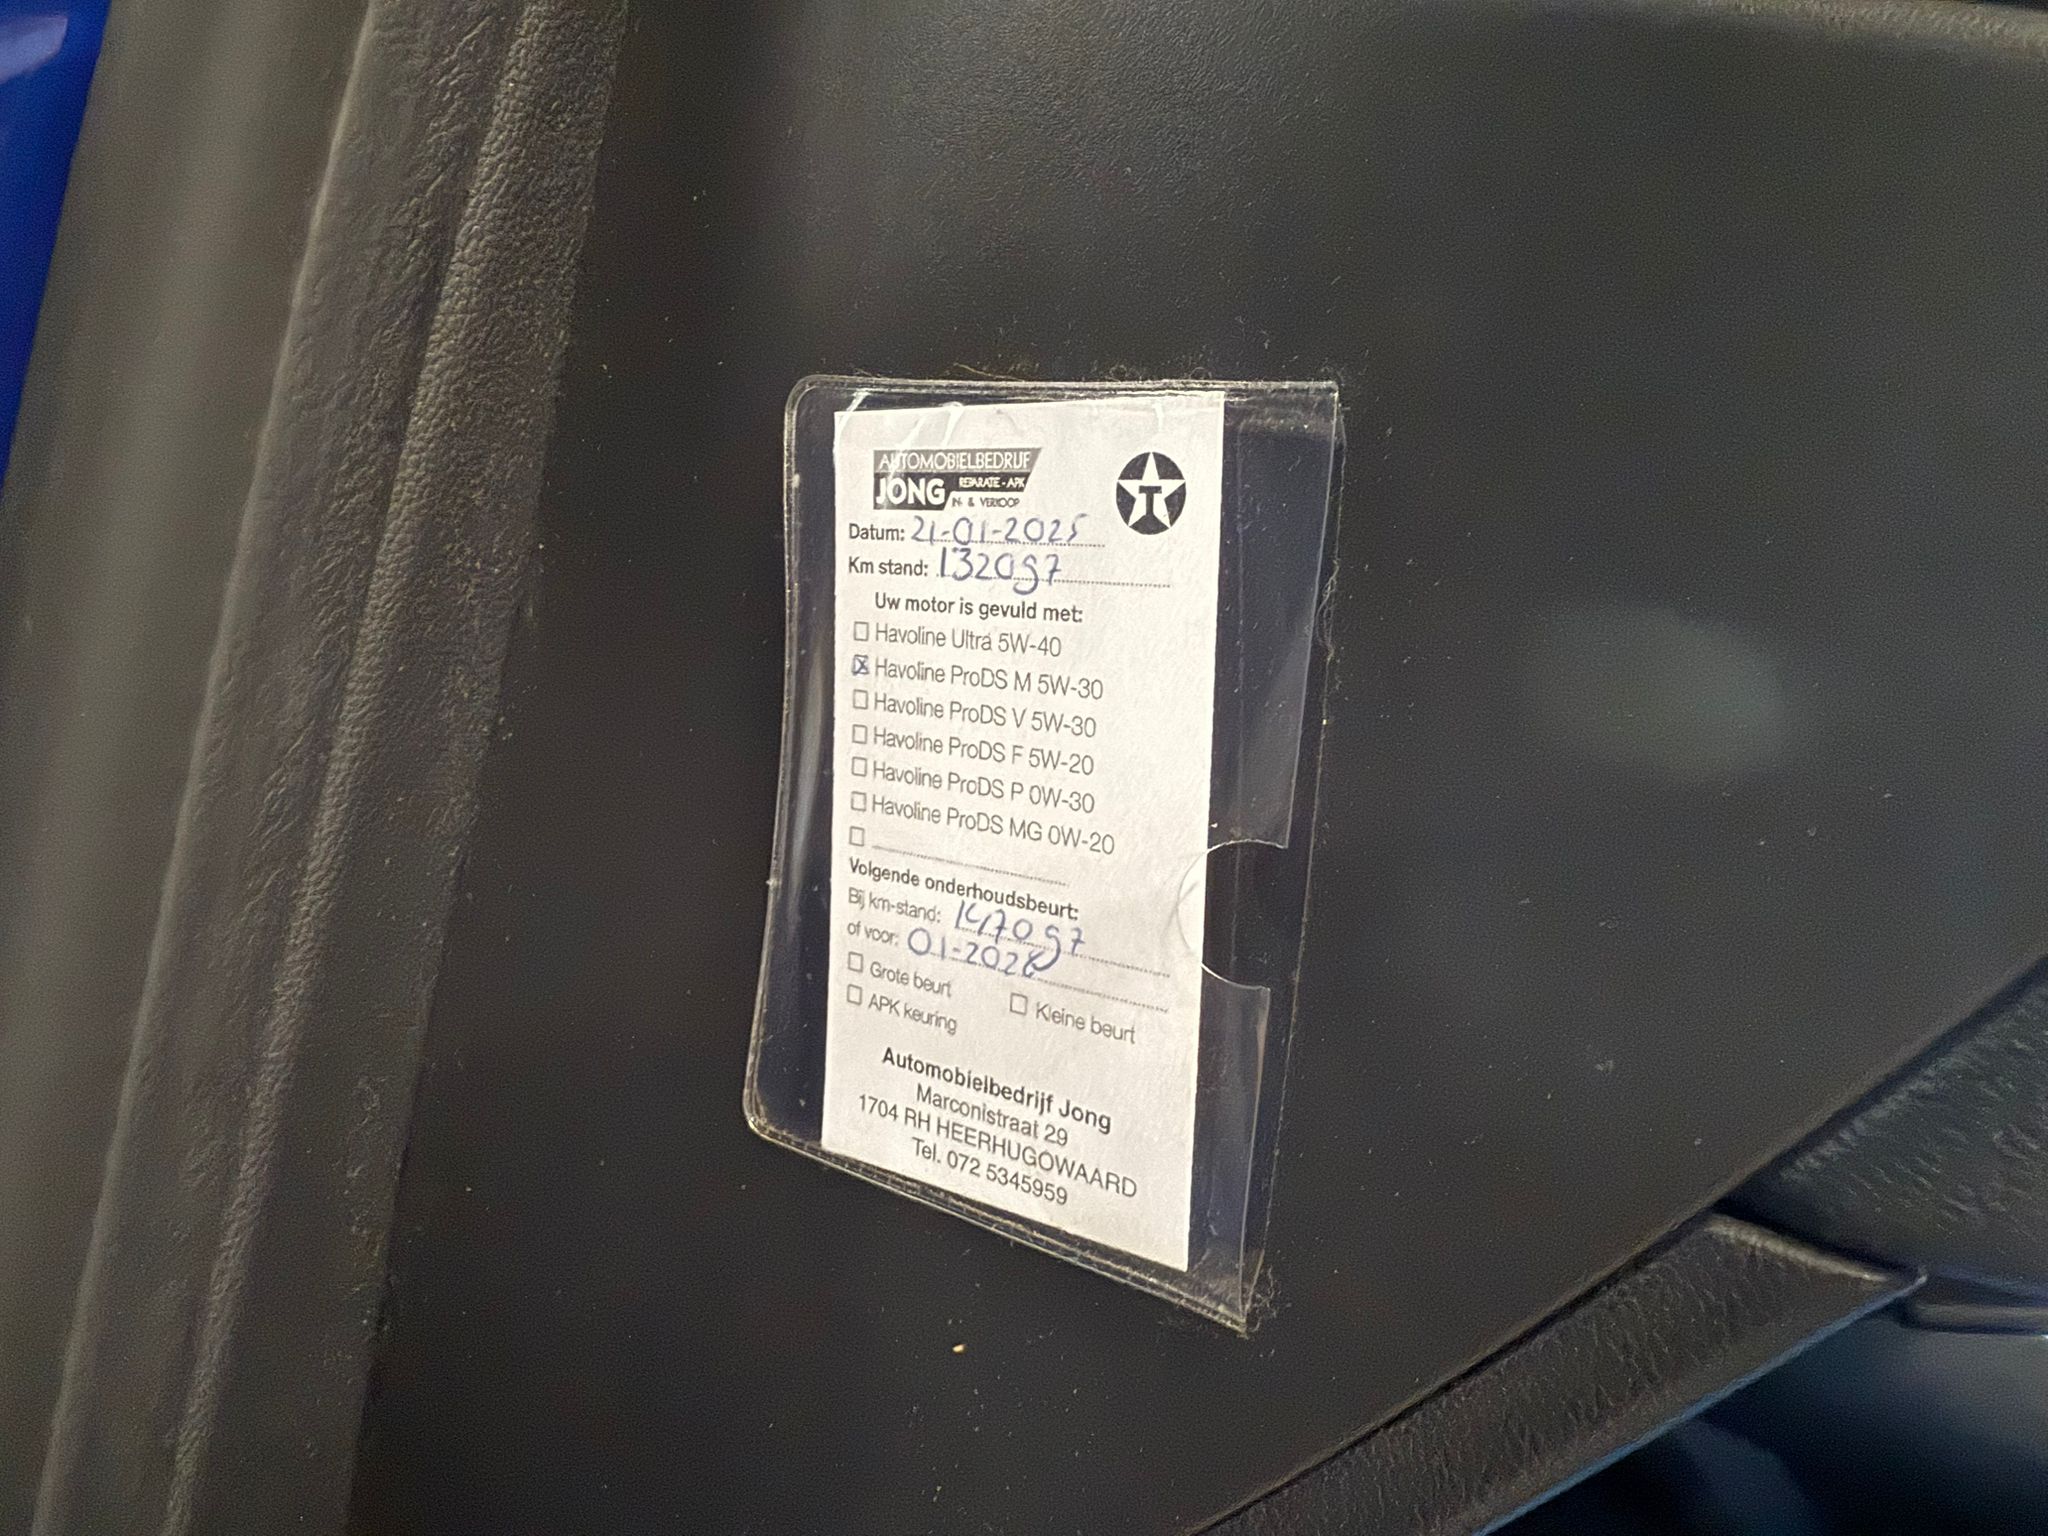 AUTOMOBIELBEDRIJF
JONG REPARATE - APK
IN- & VERKOOP
T
Datum: 21-01-2025
Km stand: 132097
Uw motor is gevuld met:
☐ Havoline Ultra 5W-40
☒ Havoline ProDS M 5W-30
☐ Havoline ProDS V 5W-30
☐ Havoline ProDS F 5W-20
☐ Havoline ProDS P 0W-30
☐ Havoline ProDS MG 0W-20
☐
Volgende onderhoudsbeurt:
Bij km-stand: 147097
of voor: 01-2026
☐ Grote beurt ☐ Kleine beurt
☐ APK keuring
Automobielbedrijf Jong
Marconistraat 29
1704 RH HEERHUGOWAARD
Tel. 072 5345959